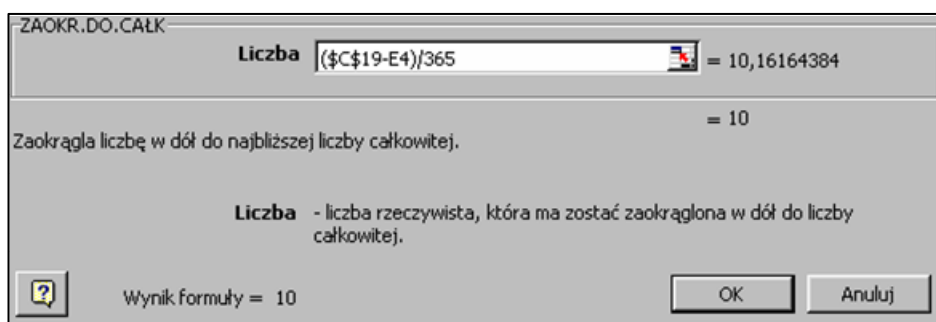 ZAOKR.DO.CAŁK
Liczba ($C$19-E4)/365 = 10,16164384
= 10
Zaokrągla liczbę w dół do najbliższej liczby całkowitej.
Liczba - liczba rzeczywista, która ma zostać zaokrąglona w dół do liczby
całkowitej.
? Wynik formuły = 10 OK Anuluj